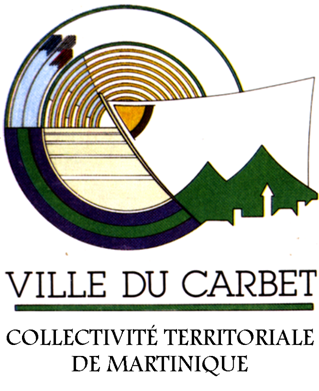 VILLE DU CARBET
COLLECTIVITÉ TERRITORIALE
DE MARTINIQUE